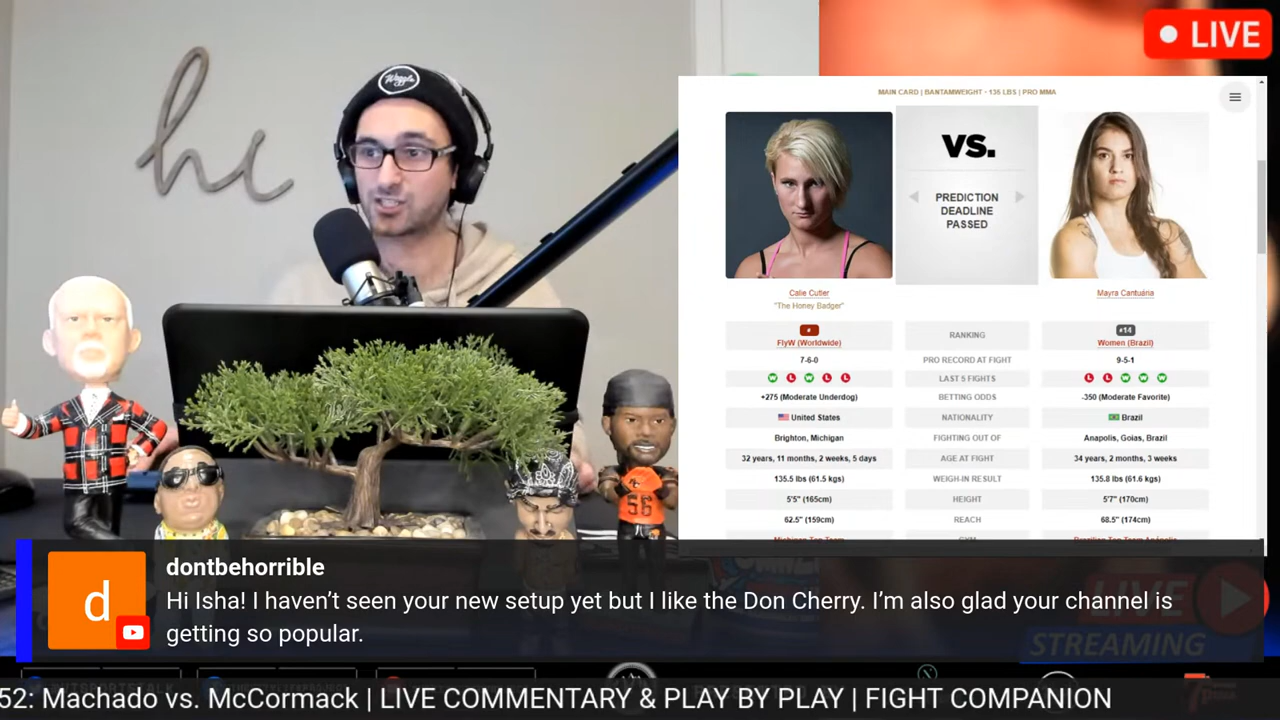 LIVE
hi
Waggle
MAIN CARD | BANTAMWEIGHT · 135 LBS | PRO MMA
VS.
PREDICTION
DEADLINE
PASSED
Calie Cutler
Mayra Cantuária
"The Honey Badger"
# RANKING #14
FlyW (Worldwide) Women (Brazil)
7-6-0 PRO RECORD AT FIGHT 9-5-1
W L W L L LAST 5 FIGHTS L L W W W
+275 (Moderate Underdog) BETTING ODDS -350 (Moderate Favorite)
United States NATIONALITY Brazil
Brighton, Michigan FIGHTING OUT OF Anapolis, Goias, Brazil
32 years, 11 months, 2 weeks, 5 days AGE AT FIGHT 34 years, 2 months, 3 weeks
135.5 lbs (61.5 kgs) WEIGH-IN RESULT 135.8 lbs (61.6 kgs)
5'5" (165cm) HEIGHT 5'7" (170cm)
62.5" (159cm) REACH 68.5" (174cm)
56
d
dontbehorrible
Hi Isha! I haven't seen your new setup yet but I like the Don Cherry. I'm also glad your channel is
getting so popular.
LIVE
STREAMING
52: Machado vs. McCormack | LIVE COMMENTARY & PLAY BY PLAY | FIGHT COMPANION